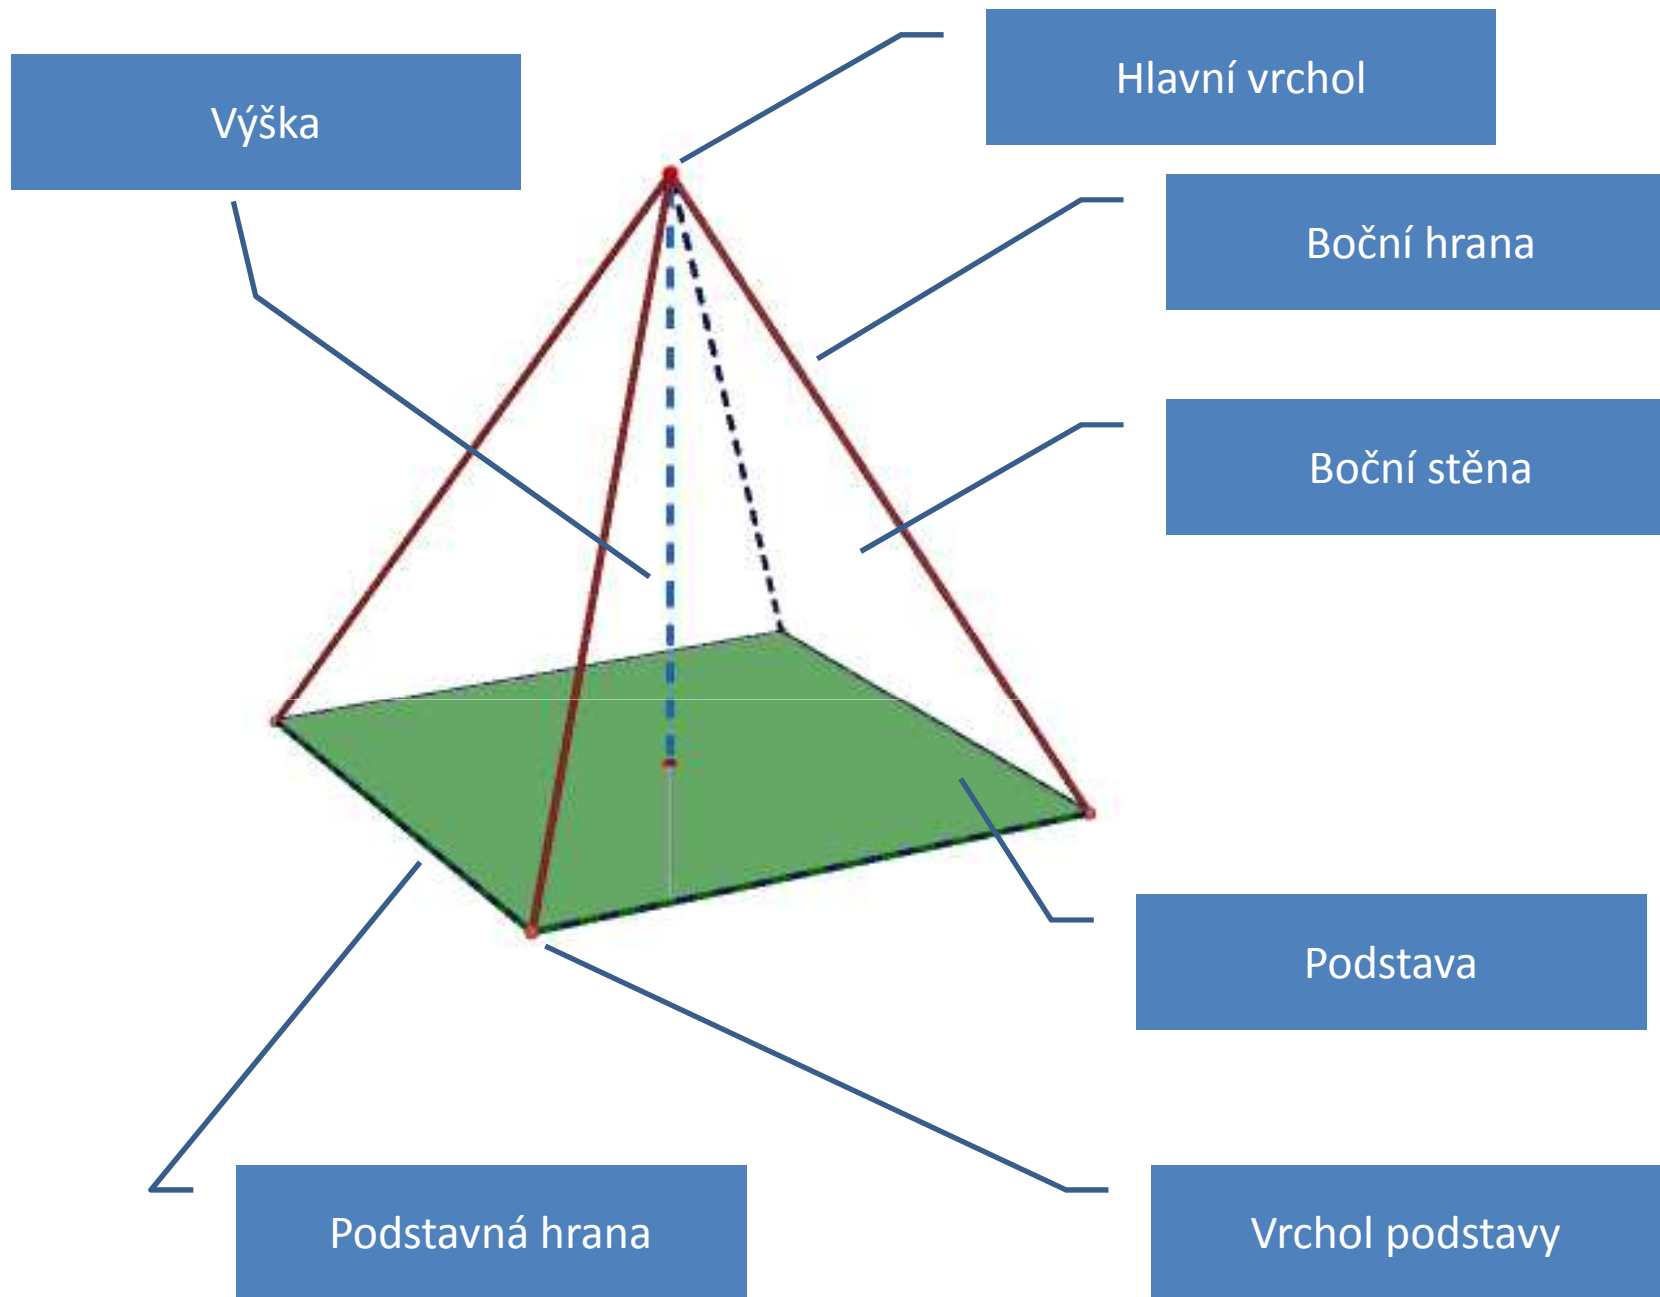 Hlavní vrchol
Výška
Boční hrana
Boční stěna
Podstava
Podstavná hrana
Vrchol podstavy